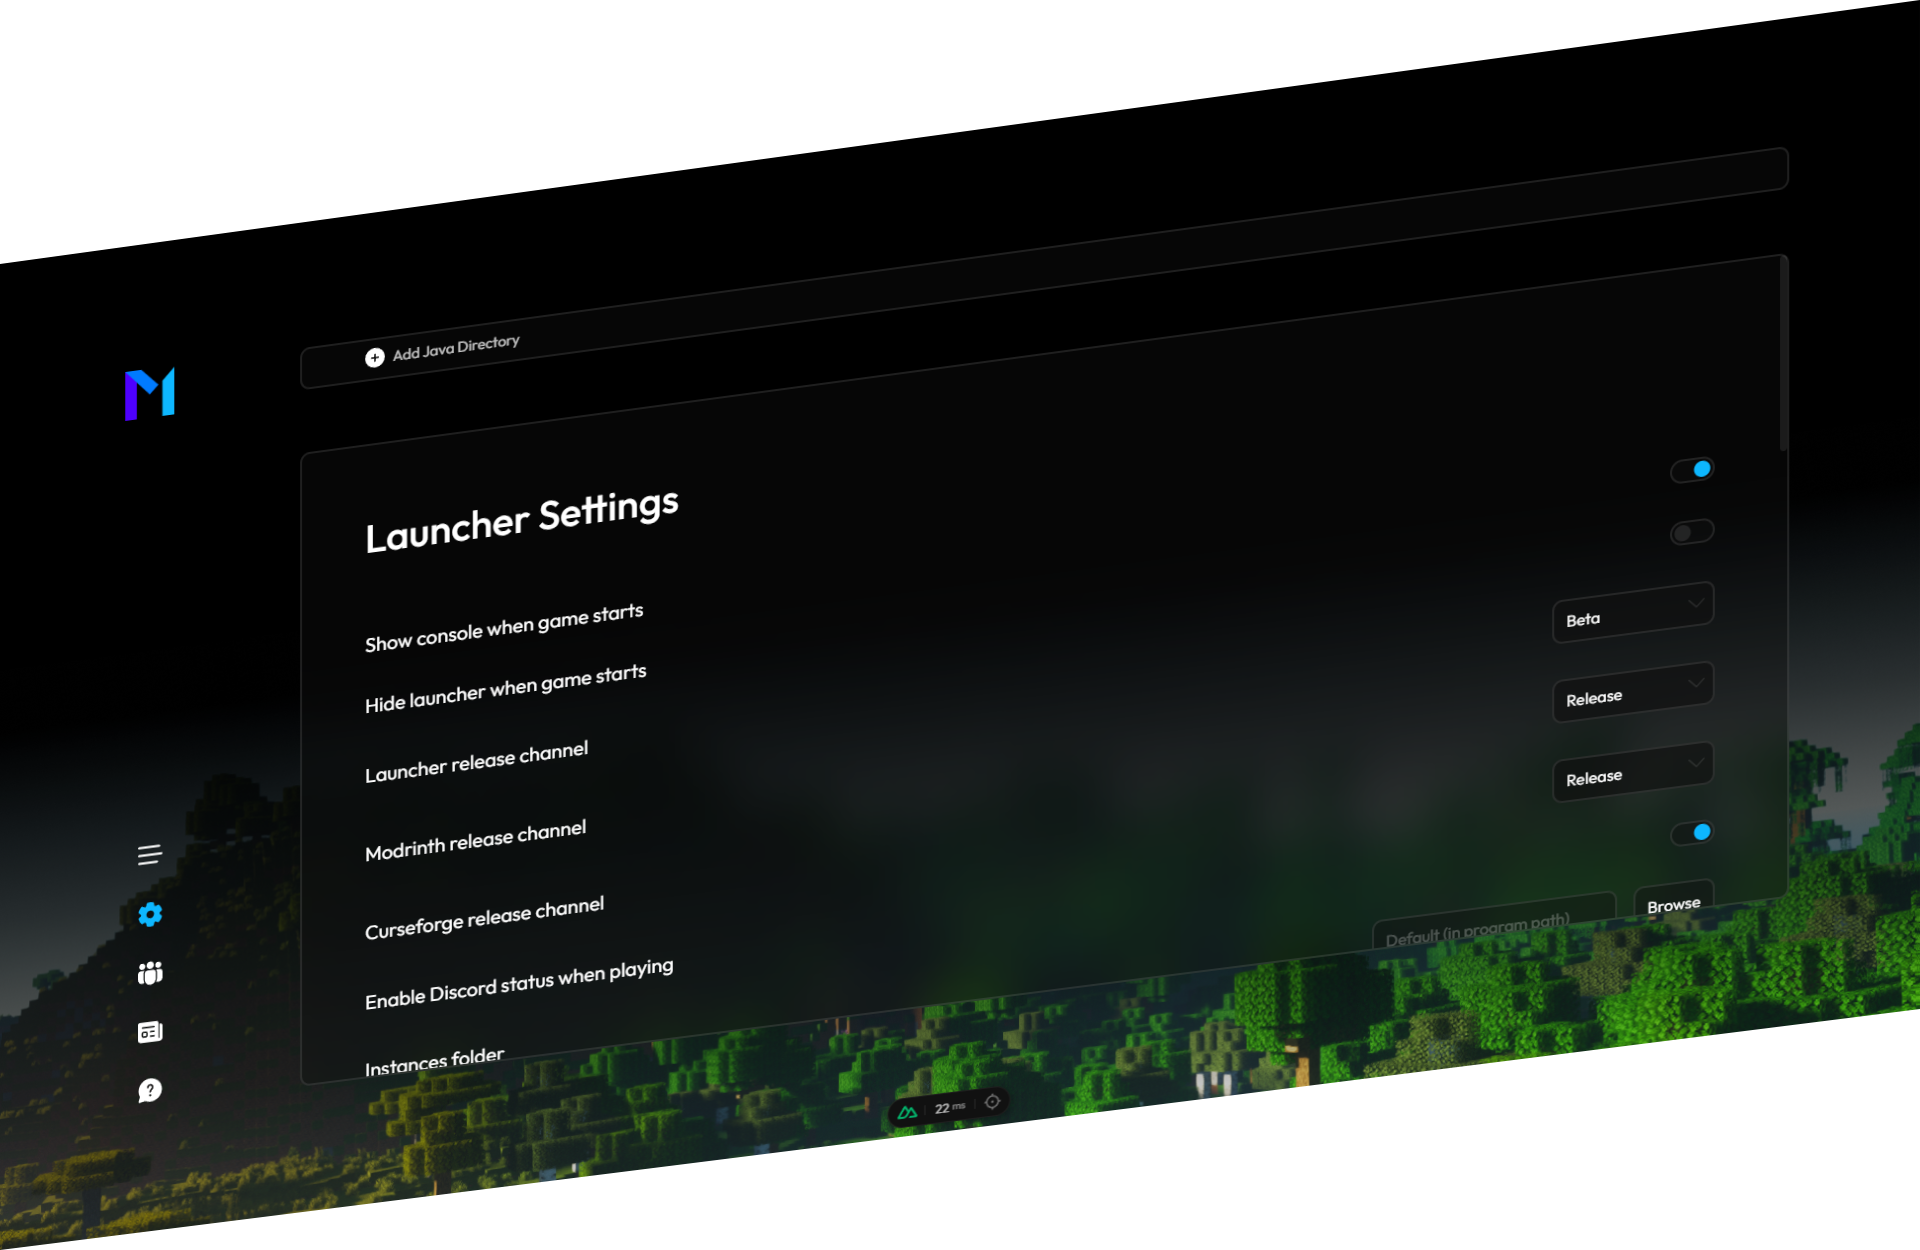 Add Java Directory
Launcher Settings
Show console when game starts
Hide launcher when game starts
Launcher release channel
Beta
Modrinth release channel
Release
Curseforge release channel
Release
Enable Discord status when playing
Instances folder
Default (in program path)
Browse
22 ms